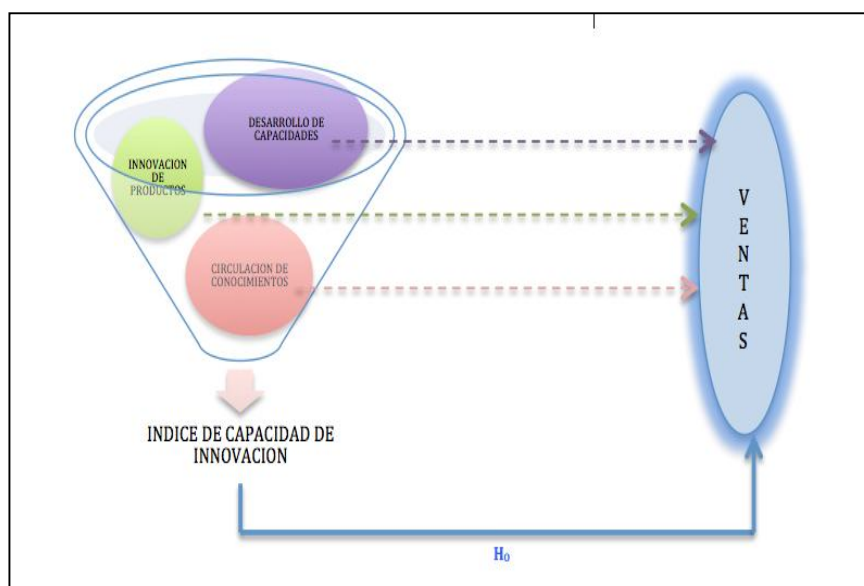 DESARROLLO DE
CAPACIDADES
INNOVACION
DE
PRODUCTOS
CIRCULACION DE
CONOCIMIENTOS
V
E
N
T
A
S
INDICE DE CAPACIDAD DE
INNOVACION
H₀